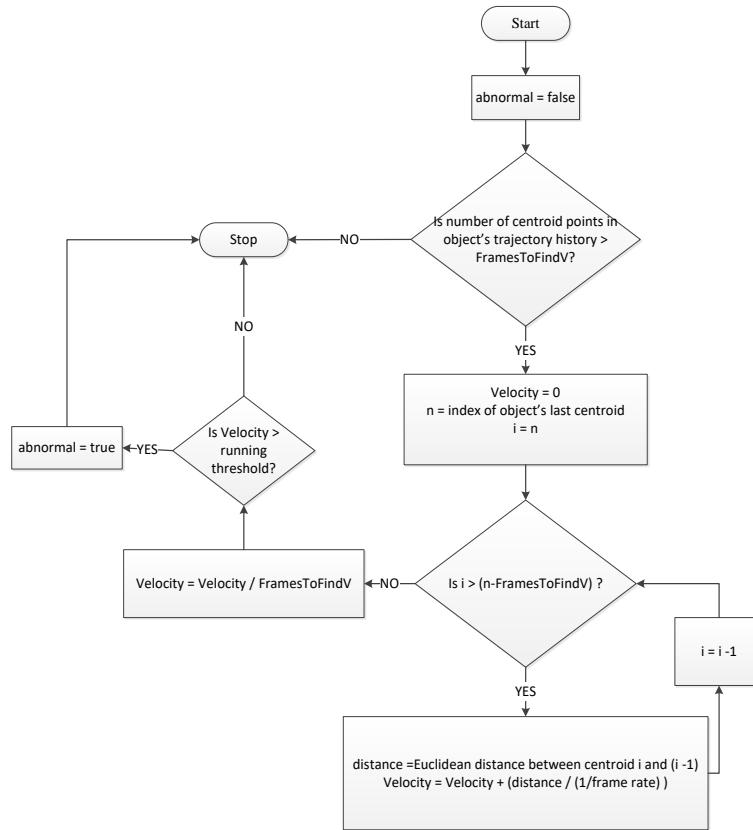 Start
abnormal = false
Is number of centroid points in
object's trajectory history >
FramesToFindV?
NO
Stop
YES
Velocity = 0
n = index of object's last centroid
i = n
NO
Is Velocity >
running
threshold?
YES
abnormal = true
Is i > (n-FramesToFindV) ?
NO
Velocity = Velocity / FramesToFindV
i = i -1
YES
distance =Euclidean distance between centroid i and (i -1)
Velocity = Velocity + (distance / (1/frame rate) )